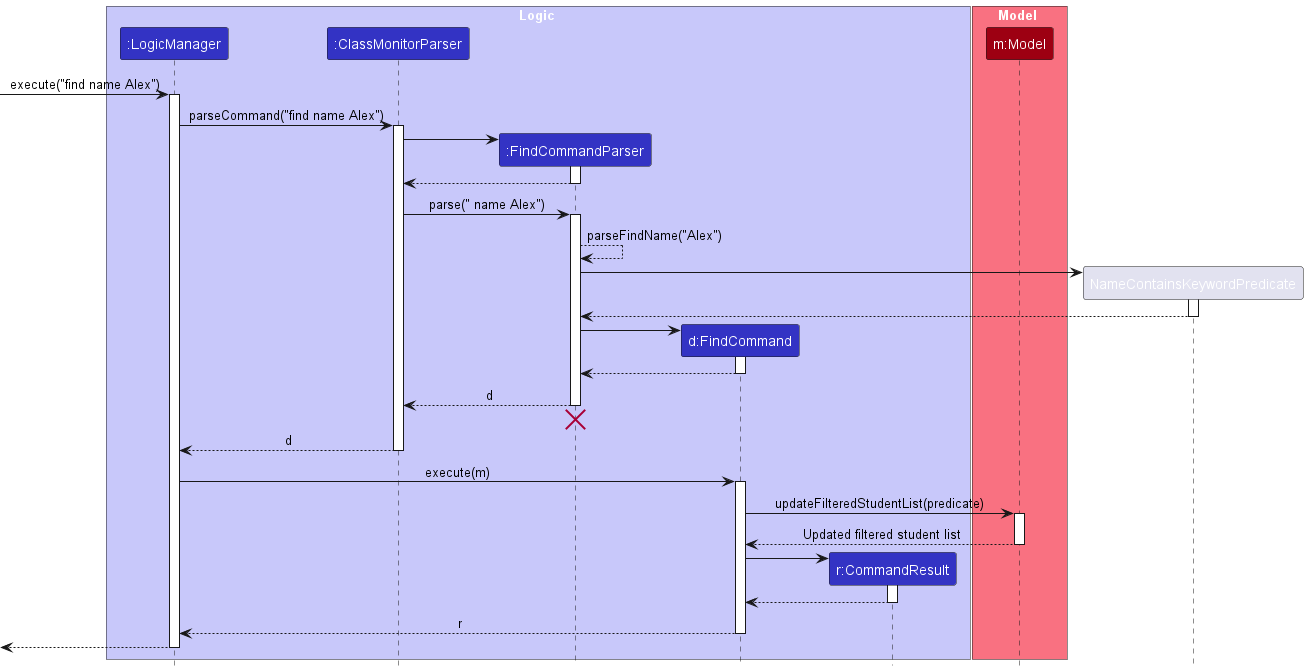 Logic
Model
:LogicManager
:ClassMonitorParser
m:Model
execute("find name Alex")
parseCommand("find name Alex")
:FindCommandParser
parse(" name Alex")
parseFindName("Alex")
NameContainsKeywordPredicate
d:FindCommand
d
d
execute(m)
updateFilteredStudentList(predicate)
Updated filtered student list
r:CommandResult
r